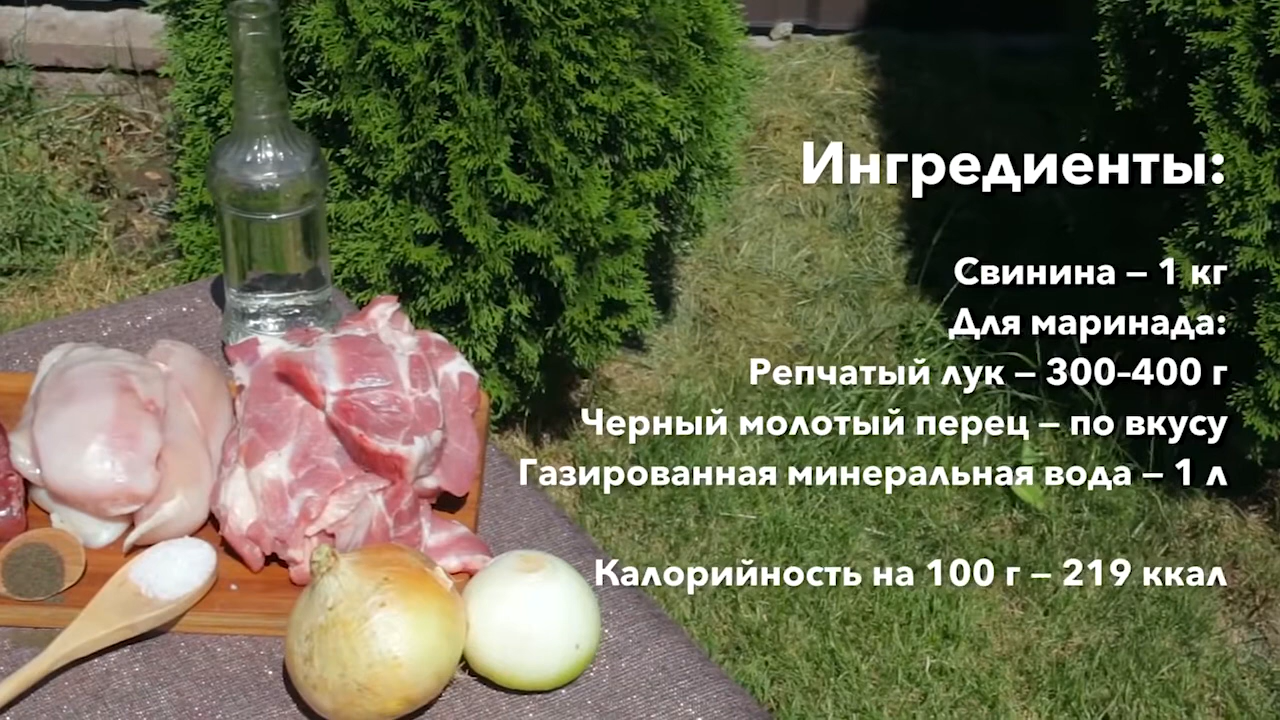 Ингредиенты:
Свинина – 1 кг
Для маринада:
Репчатый лук – 300–400 г
Черный молотый перец – по вкусу
Газированная минеральная вода – 1 л
Калорийность на 100 г – 219 ккал